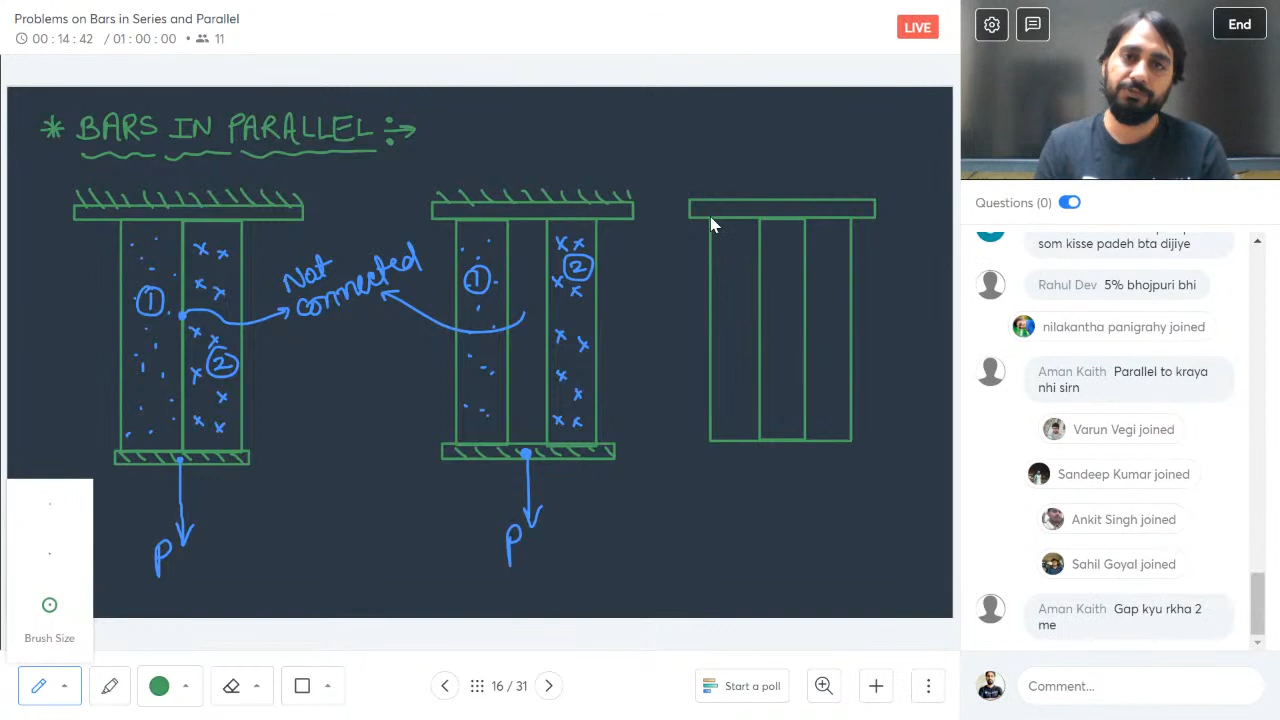 Problems on Bars in Series and Parallel
00 : 14 : 42 / 01 : 00 : 00 • 11
LIVE
End
* BARS IN PARALLEL :→
1
2
Not
connected
1
2
P
P
Brush Size
16 / 31
Start a poll
Questions (0)
som kisse padeh bta dijiye
Rahul Dev 5% bhojpuri bhi
nilakantha panigrahy joined
Aman Kaith Parallel to kraya
nhi sirn
Varun Vegi joined
Sandeep Kumar joined
Ankit Singh joined
Sahil Goyal joined
Aman Kaith Gap kyu rkha 2
me
Comment...